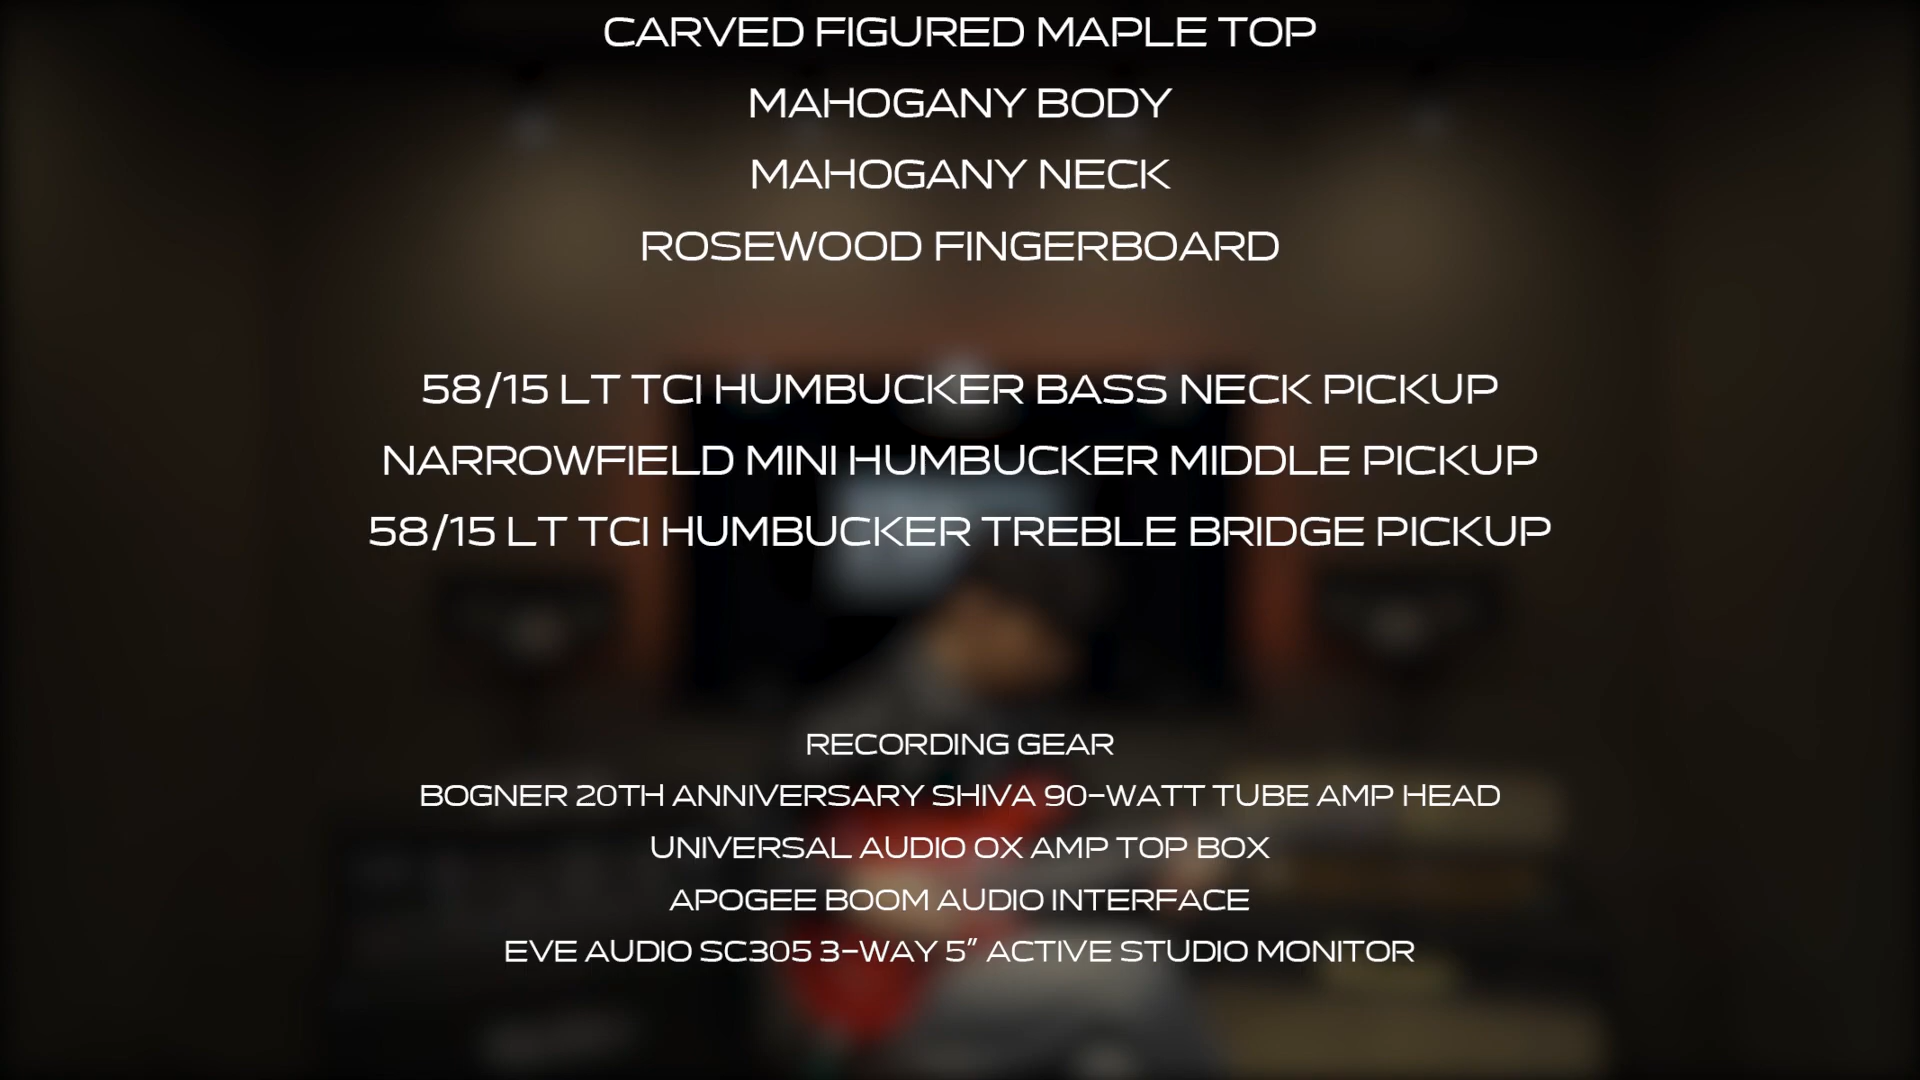 CARVED FIGURED MAPLE TOP
MAHOGANY BODY
MAHOGANY NECK
ROSEWOOD FINGERBOARD
58/15 LT TCI HUMBUCKER BASS NECK PICKUP
NARROWFIELD MINI HUMBUCKER MIDDLE PICKUP
58/15 LT TCI HUMBUCKER TREBLE BRIDGE PICKUP
RECORDING GEAR
BOGNER 20TH ANNIVERSARY SHIVA 90-WATT TUBE AMP HEAD
UNIVERSAL AUDIO OX AMP TOP BOX
APOGEE BOOM AUDIO INTERFACE
EVE AUDIO SC305 3-WAY 5" ACTIVE STUDIO MONITOR